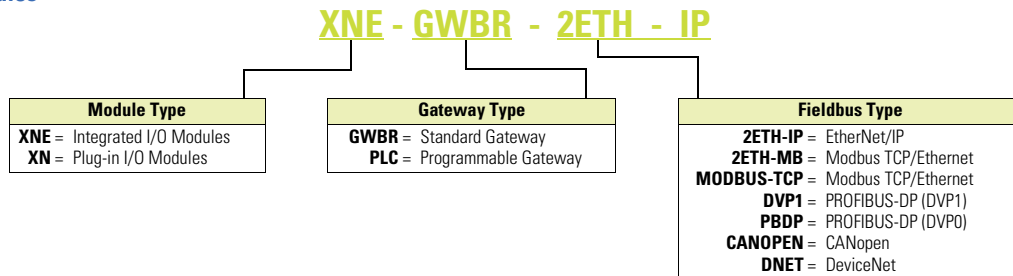 XNE - GWBR - 2ETH - IP
Module Type
XNE = Integrated I/O Modules
XN = Plug-in I/O Modules
Gateway Type
GWBR = Standard Gateway
PLC = Programmable Gateway
Fieldbus Type
2ETH-IP = EtherNet/IP
2ETH-MB = Modbus TCP/Ethernet
MODBUS-TCP = Modbus TCP/Ethernet
DVP1 = PROFIBUS-DP (DVP1)
PBDP = PROFIBUS-DP (DVP0)
CANOPEN = CANopen
DNET = DeviceNet